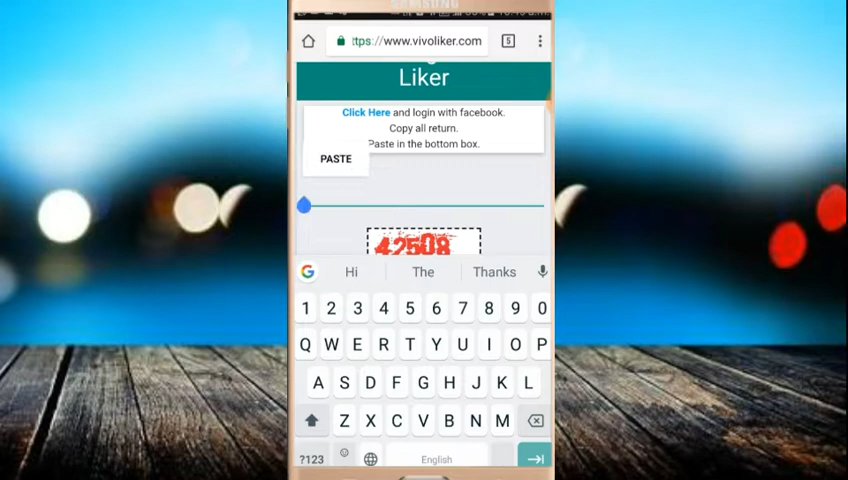 SAMSUNG
ttps://www.vivoliker.com
5
Liker
Click Here and login with facebook.
Copy all return.
Paste in the bottom box.
PASTE
42508
Hi The Thanks
1 2 3 4 5 6 7 8 9 0
Q W E R T Y U I O P
A S D F G H J K L
Z X C V B N M
?123 English